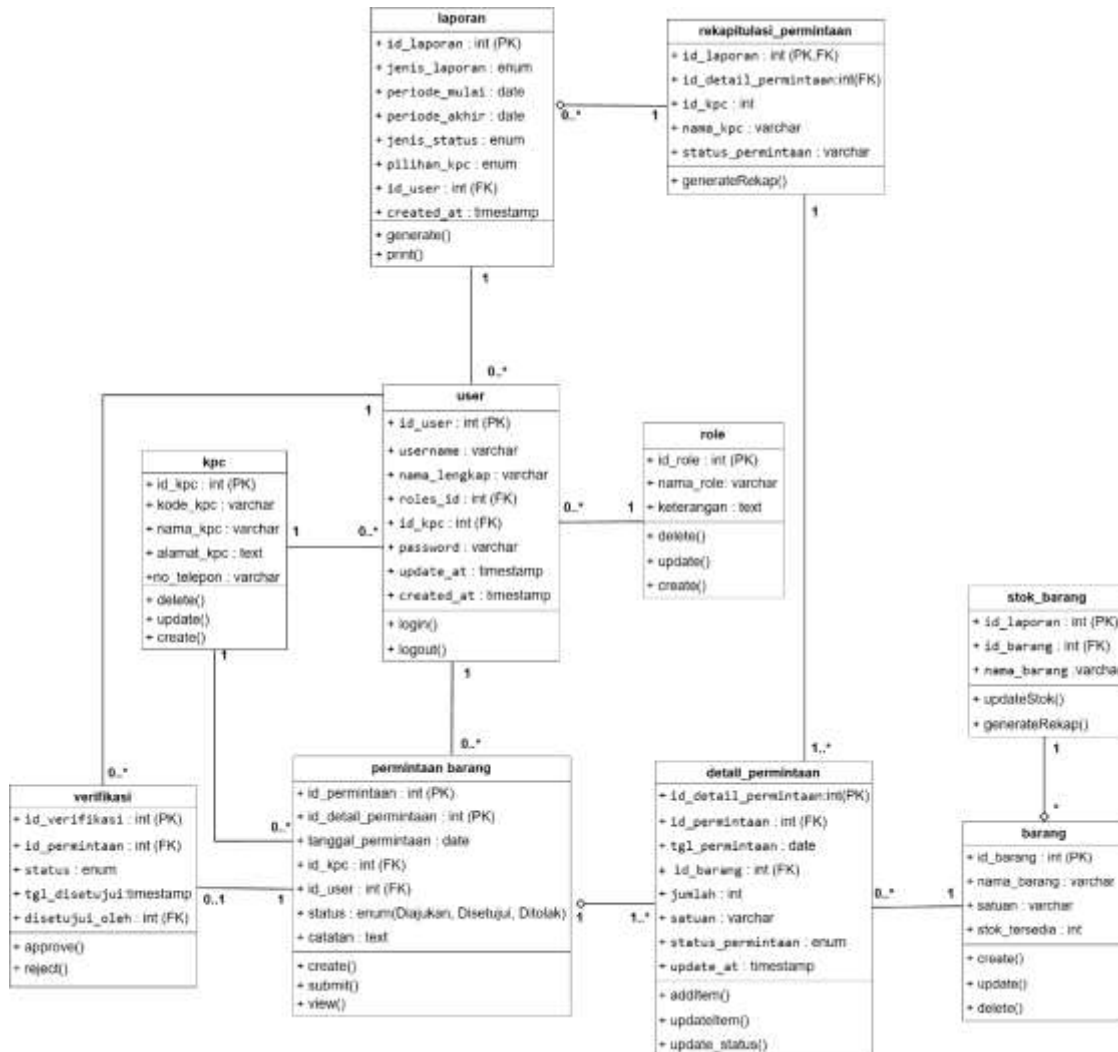 laporan
+ id_laporan : int (PK)
+ jenis_laporan : enum
+ periode_mulai : date
+ periode_akhir : date
+ jenis_status : enum
+ pilihan_kpc : enum
+ id_user : int (FK)
+ created_at : timestamp
+ generate()
+ print()
rekapitulasi_permintaan
+ id_laporan : int (PK,FK)
+ id_detail_permintaan:int(FK)
+ id_kpc : int
+ nama_kpc : varchar
+ status_permintaan : varchar
+ generateRekap()
0..*
1
1
1
0..*
user
+ id_user : int (PK)
+ username : varchar
+ nama_lengkap : varchar
+ roles_id : int (FK)
+ id_kpc : int (FK)
+ password : varchar
+ update_at : timestamp
+ created_at : timestamp
+ login()
+ logout()
1
role
+ id_role : int (PK)
+ nama_role: varchar
+ keterangan : text
+ delete()
+ update()
+ create()
0..*
1
kpc
+ id_kpc : int (PK)
+ kode_kpc : varchar
+ nama_kpc : varchar
+ alamat_kpc : text
+no_telepon : varchar
+ delete()
+ update()
+ create()
1
0..*
1
1
0..*
stok_barang
+ id_laporan : int (PK)
+ id_barang : int (FK)
+ nama_barang :varchar
+ updateStok()
+ generateRekap()
1
*
0..*
verifikasi
+ id_verifikasi : int (PK)
+ id_permintaan : int (FK)
+ status : enum
+ tgl_disetujui:timestamp
+ disetujui_oleh : int (FK)
+ approve()
+ reject()
0..*
0..1
1
permintaan barang
+ id_permintaan : int (PK)
+ id_detail_permintaan : int (PK)
+ tanggal_permintaan : date
+ id_kpc : int (FK)
+ id_user : int (FK)
+ status : enum(Diajukan, Disetujui, Ditolak)
+ catatan : text
+ create()
+ submit()
+ view()
1
1..*
1..*
detail_permintaan
+ id_detail_permintaan:int(PK)
+ id_permintaan : int (FK)
+ tgl_permintaan : date
+ id_barang : int (FK)
+ jumlah : int
+ satuan : varchar
+ status_permintaan : enum
+ update_at : timestamp
+ addItem()
+ updateItem()
+ update_status()
0..*
1
barang
+ id_barang : int (PK)
+ nama_barang : varchar
+ satuan : varchar
+ stok_tersedia : int
+ create()
+ update()
+ delete()